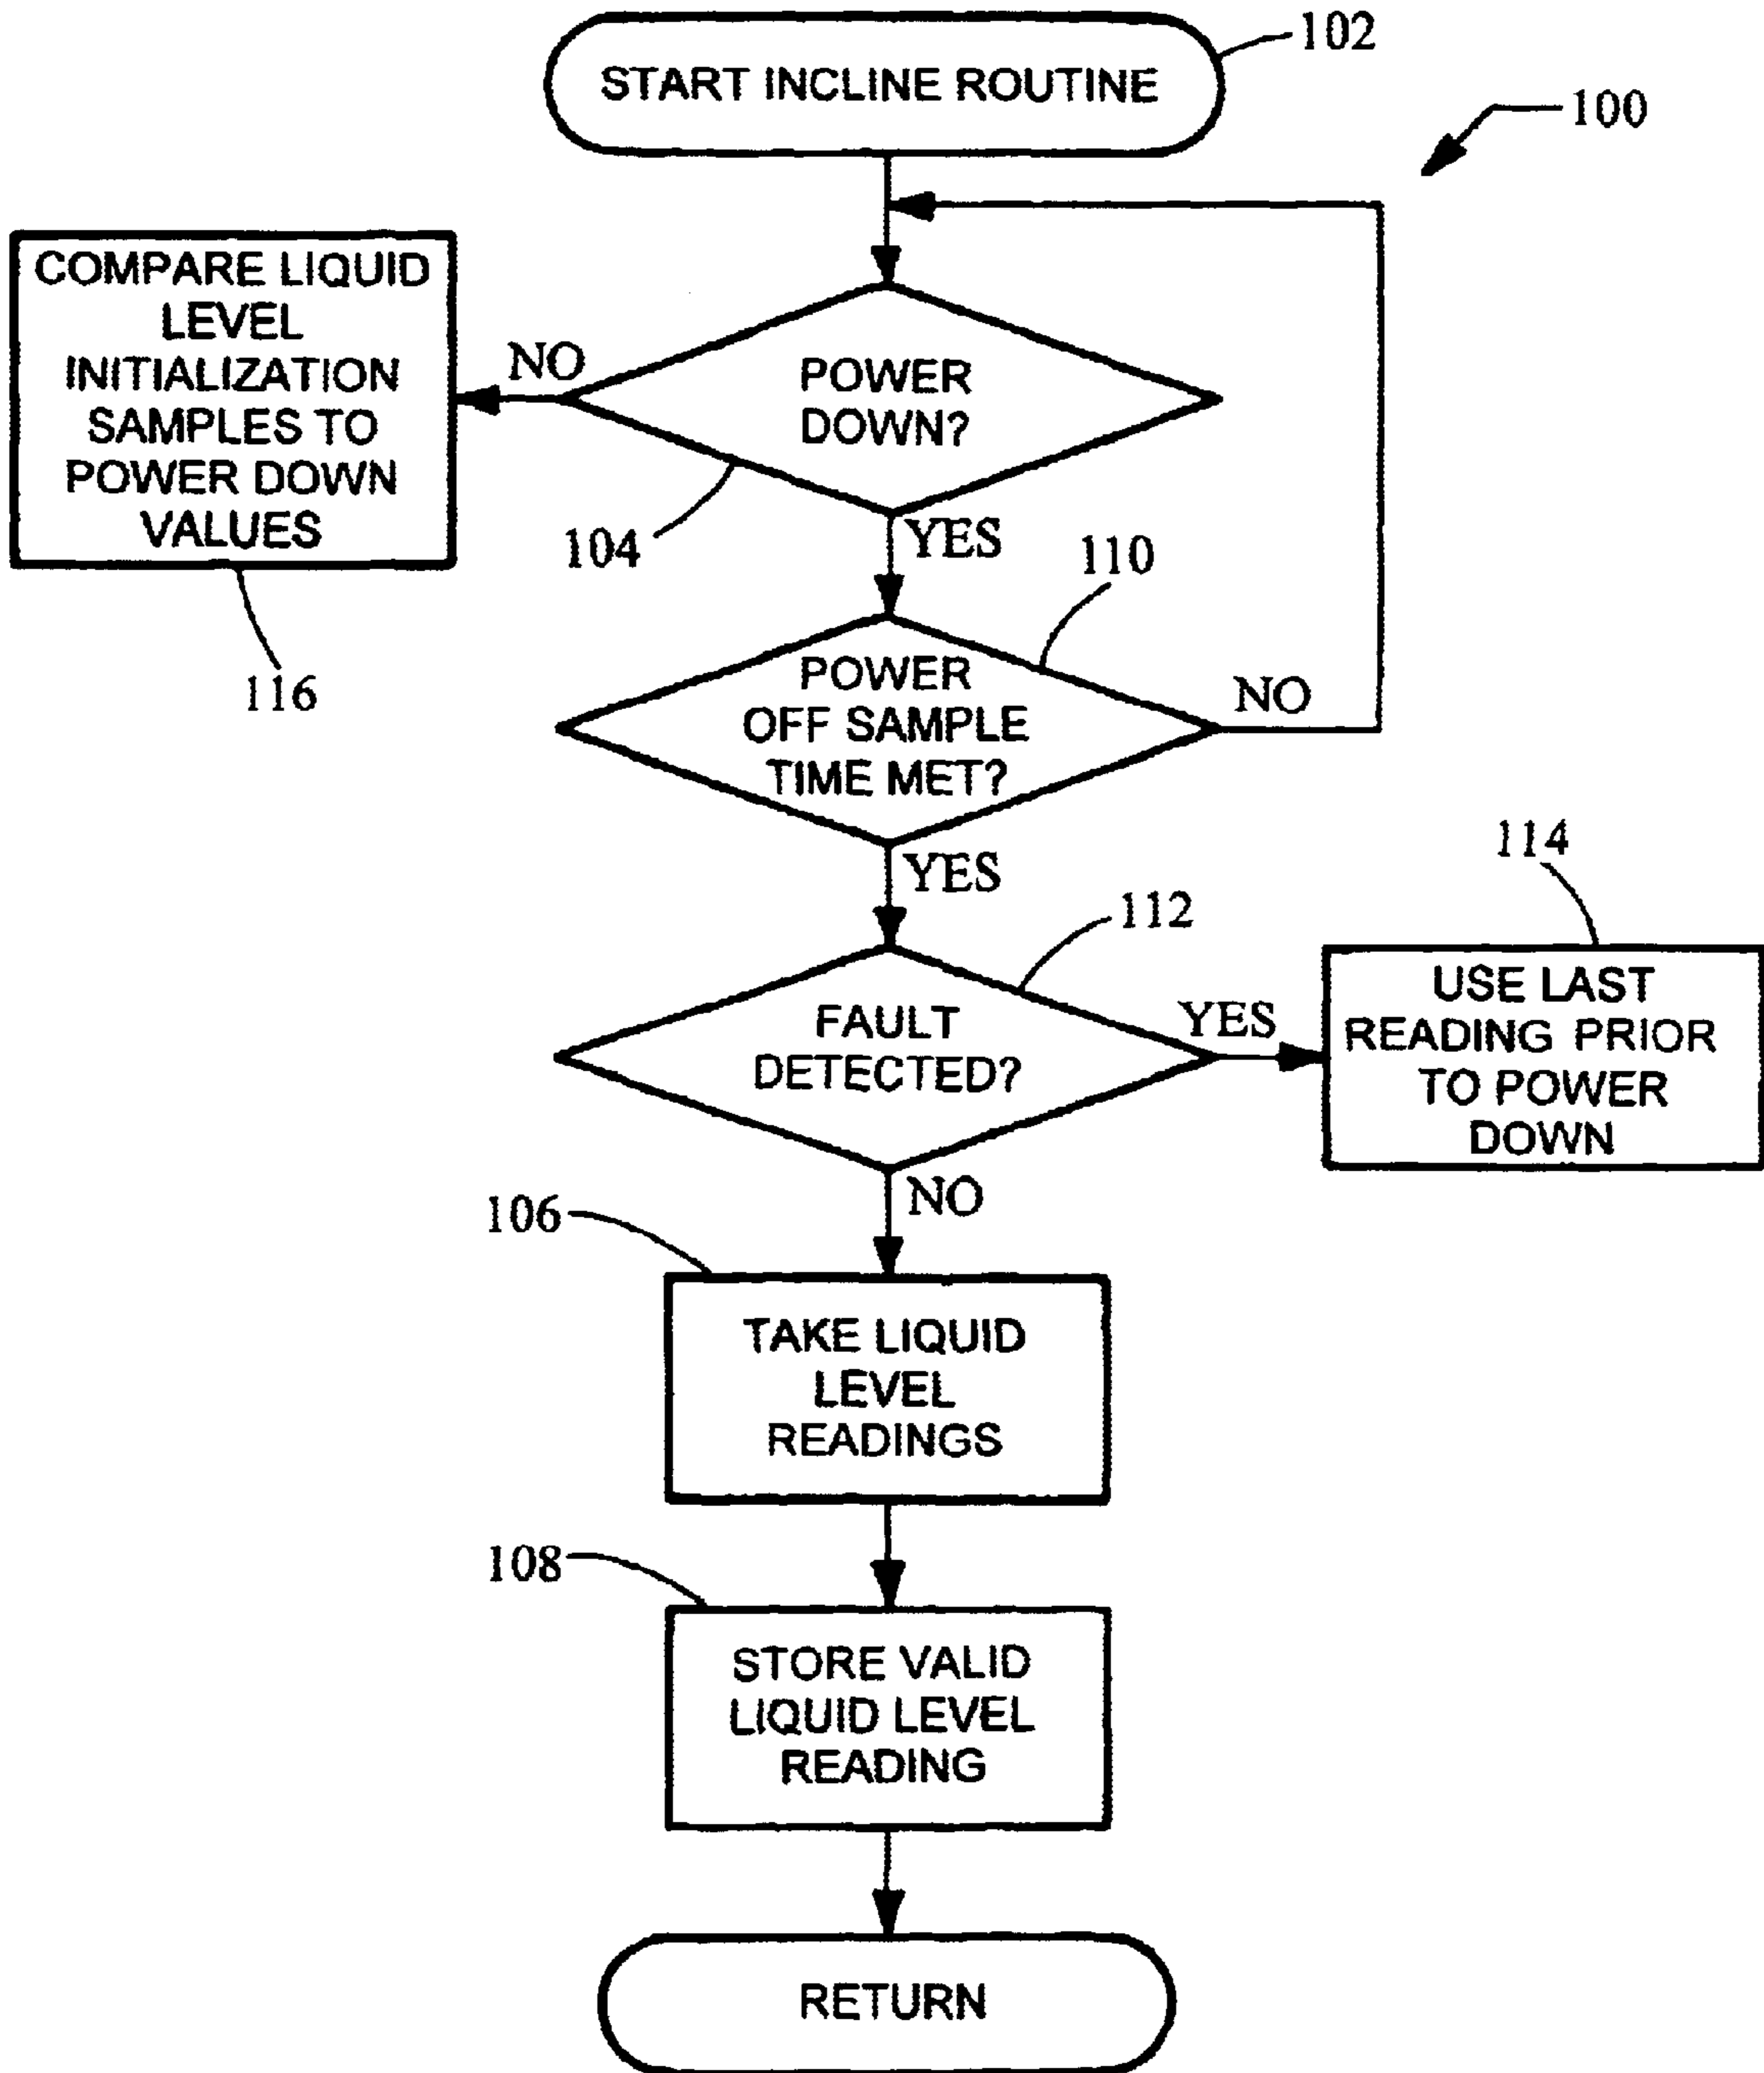 102
START INCLINE ROUTINE
100
COMPARE LIQUID
LEVEL
INITIALIZATION
SAMPLES TO
POWER DOWN
VALUES
116
NO
POWER
DOWN?
104
YES
110
POWER
OFF SAMPLE
TIME MET?
NO
YES
112
FAULT
DETECTED?
YES
114
USE LAST
READING PRIOR
TO POWER
DOWN
NO
106
TAKE LIQUID
LEVEL
READINGS
108
STORE VALID
LIQUID LEVEL
READING
RETURN